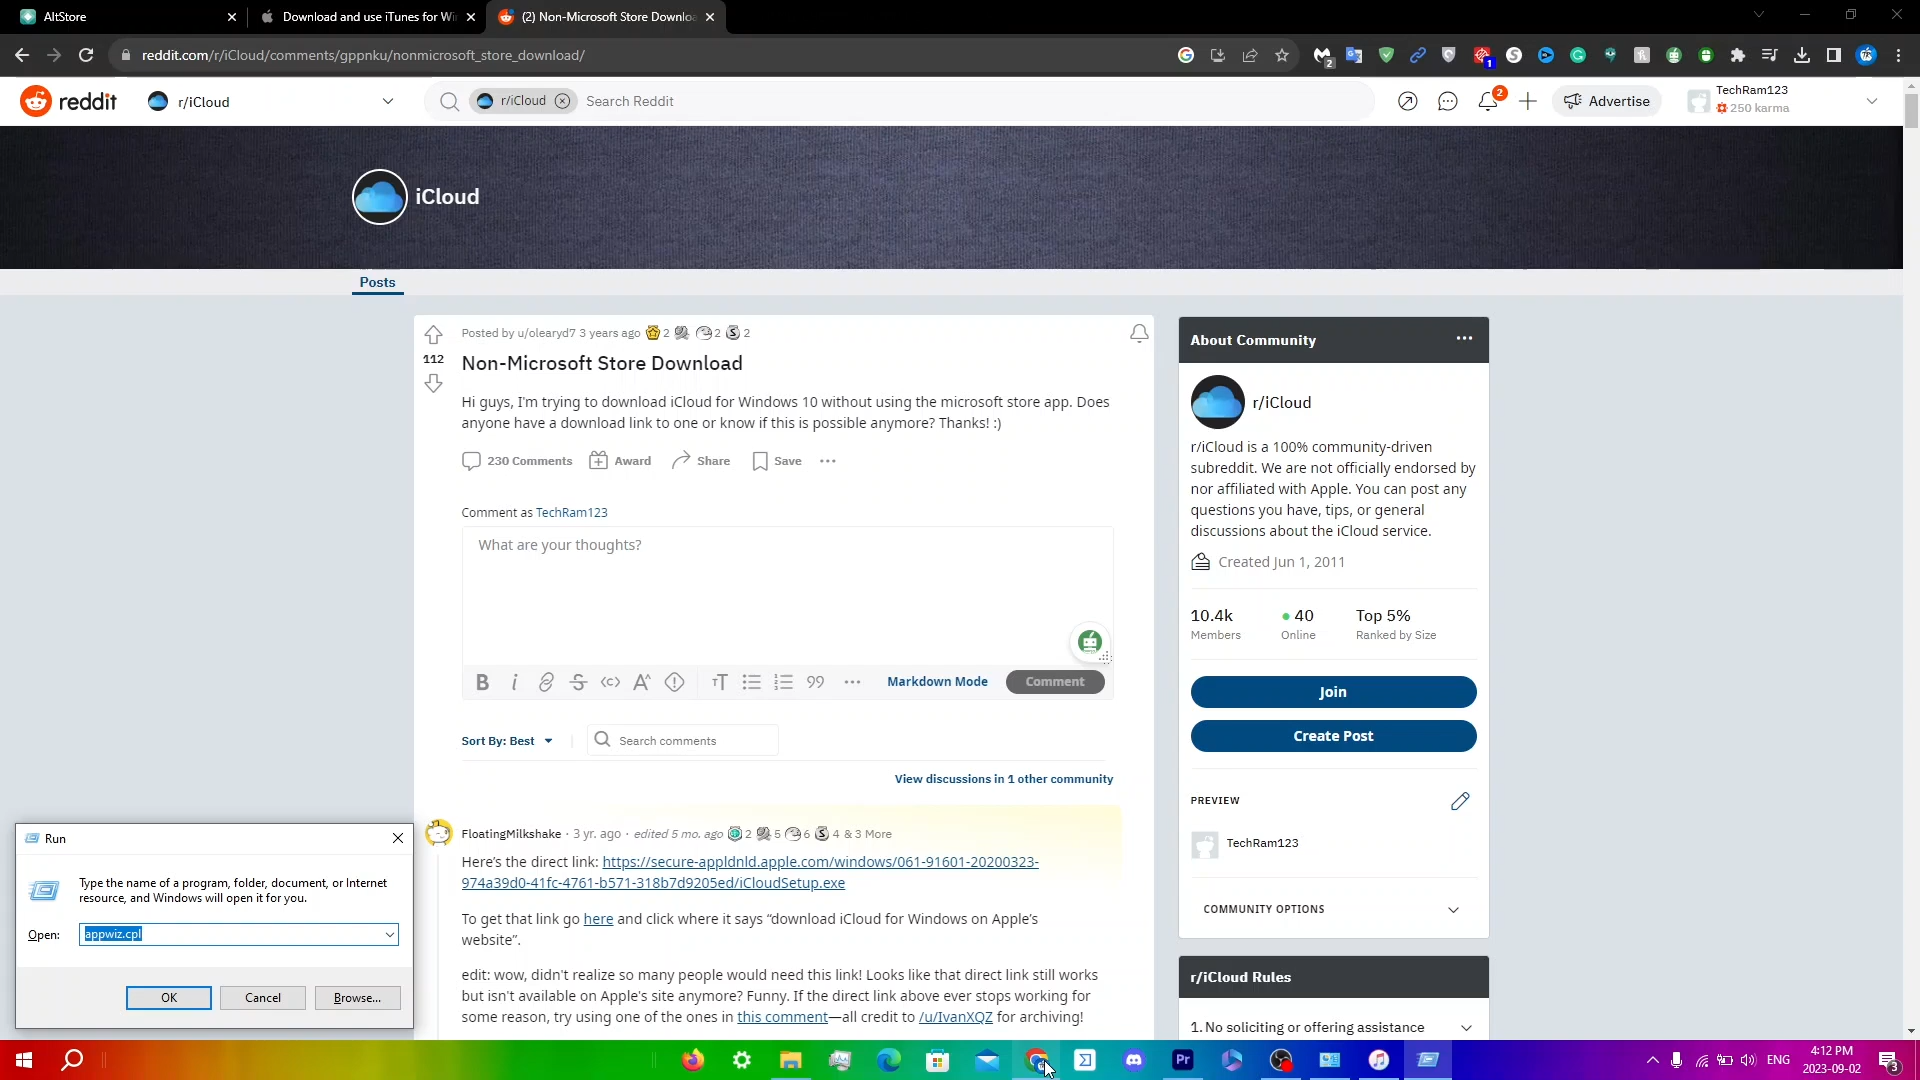 AltStore
Download and use iTunes for Wi
(2) Non-Microsoft Store Downloa
reddit.com/r/iCloud/comments/gppnku/nonmicrosoft_store_download/
2
1
reddit
r/iCloud
r/iCloud
Search Reddit
2
Advertise
TechRam123
250 karma
iCloud
Posts
Posted by u/olearyd7 3 years ago 2 2 2
112
Non-Microsoft Store Download
Hi guys, I'm trying to download iCloud for Windows 10 without using the microsoft store app. Does
anyone have a download link to one or know if this is possible anymore? Thanks! :)
230 Comments
Award
Share
Save
Comment as TechRam123
What are your thoughts?
Markdown Mode
Comment
Sort By: Best
Search comments
View discussions in 1 other community
FloatingMilkshake · 3 yr. ago · edited 5 mo. ago 2 5 6 4 & 3 More
Here's the direct link: https://secure-appldnld.apple.com/windows/061-91601-20200323-
974a39d0-41fc-4761-b571-318b7d9205ed/iCloudSetup.exe
To get that link go here and click where it says “download iCloud for Windows on Apple’s
website”.
edit: wow, didn't realize so many people would need this link! Looks like that direct link still works
but isn't available on Apple's site anymore? Funny. If the direct link above ever stops working for
some reason, try using one of the ones in this comment—all credit to /u/IvanXQZ for archiving!
About Community
r/iCloud
r/iCloud is a 100% community-driven
subreddit. We are not officially endorsed by
nor affiliated with Apple. You can post any
questions you have, tips, or general
discussions about the iCloud service.
Created Jun 1, 2011
10.4k
Members
40
Online
Top 5%
Ranked by Size
Join
Create Post
PREVIEW
TechRam123
COMMUNITY OPTIONS
r/iCloud Rules
1. No soliciting or offering assistance
Run
Type the name of a program, folder, document, or Internet
resource, and Windows will open it for you.
Open:
appwiz.cpl
OK
Cancel
Browse...
Pr
ENG
4:12 PM
2023-09-02
3